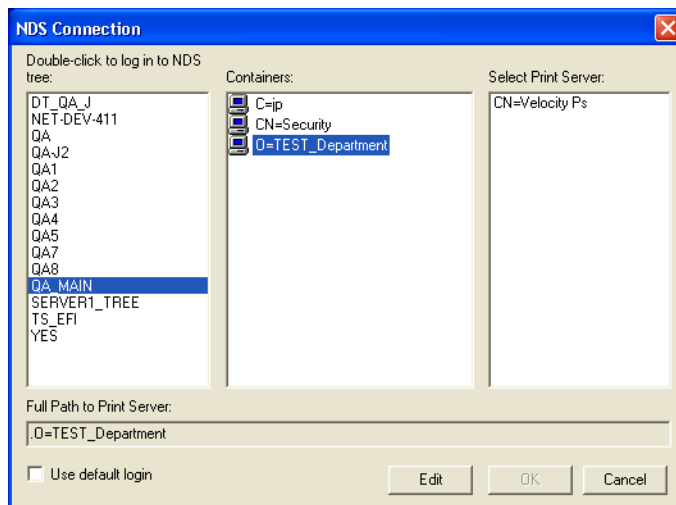 NDS Connection
Double-click to log in to NDS
tree:
DT_QA_J
NET-DEV-411
QA
QA-J2
QA1
QA2
QA3
QA4
QA5
QA7
QA8
QA_MAIN
SERVER1_TREE
TS_EFI
YES
Containers:
C=jp
CN=Security
O=TEST_Department
Select Print Server:
CN=Velocity Ps
Full Path to Print Server:
.O=TEST_Department
Use default login
Edit
OK
Cancel